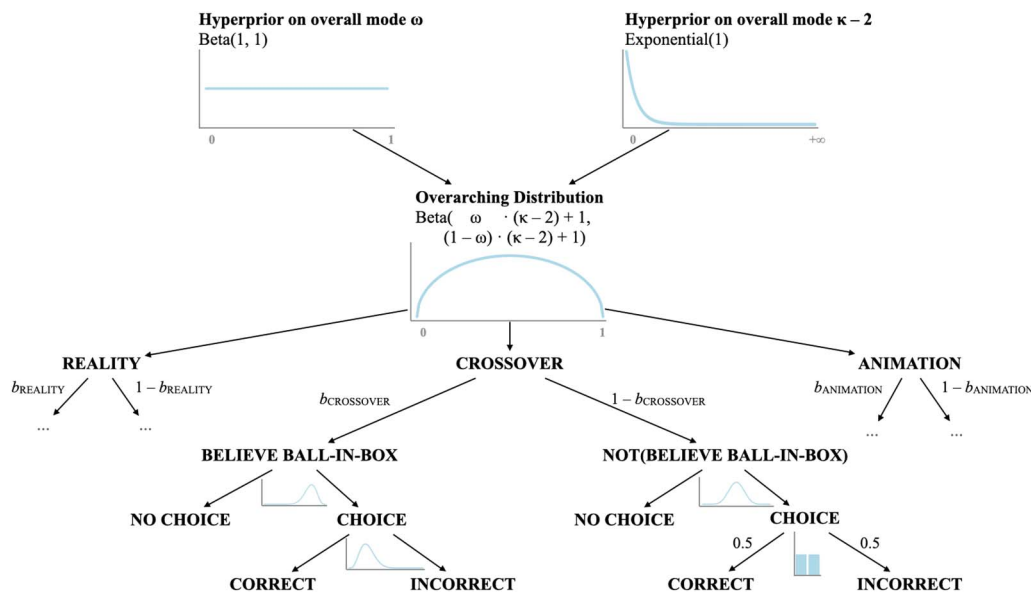 Hyperprior on overall mode ω
Beta(1, 1)
0 1
Hyperprior on overall mode κ – 2
Exponential(1)
0 +∞
Overarching Distribution
Beta( ω · (κ – 2) + 1,
(1 – ω) · (κ – 2) + 1)
0 1
REALITY
CROSSOVER
ANIMATION
bREALITY
1 – bREALITY
bCROSSOVER
1 – bCROSSOVER
bANIMATION
1 – bANIMATION
... ...
... ...
BELIEVE BALL-IN-BOX
NOT(BELIEVE BALL-IN-BOX)
NO CHOICE
CHOICE
NO CHOICE
CHOICE
0.5
0.5
CORRECT
INCORRECT
CORRECT
INCORRECT